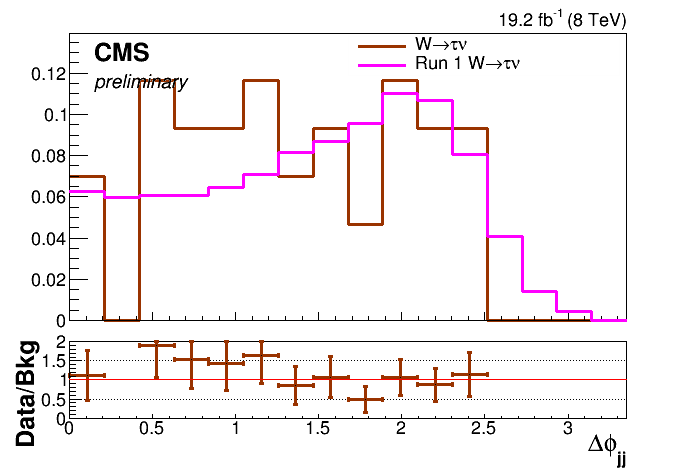 19.2 fb⁻¹ (8 TeV)
CMS
preliminary
W→τν
Run 1 W→τν
0.12
0.1
0.08
0.06
0.04
0.02
0
Data/Bkg
2
1.5
1
0.5
0
0 0.5 1 1.5 2 2.5 3
Δϕjj